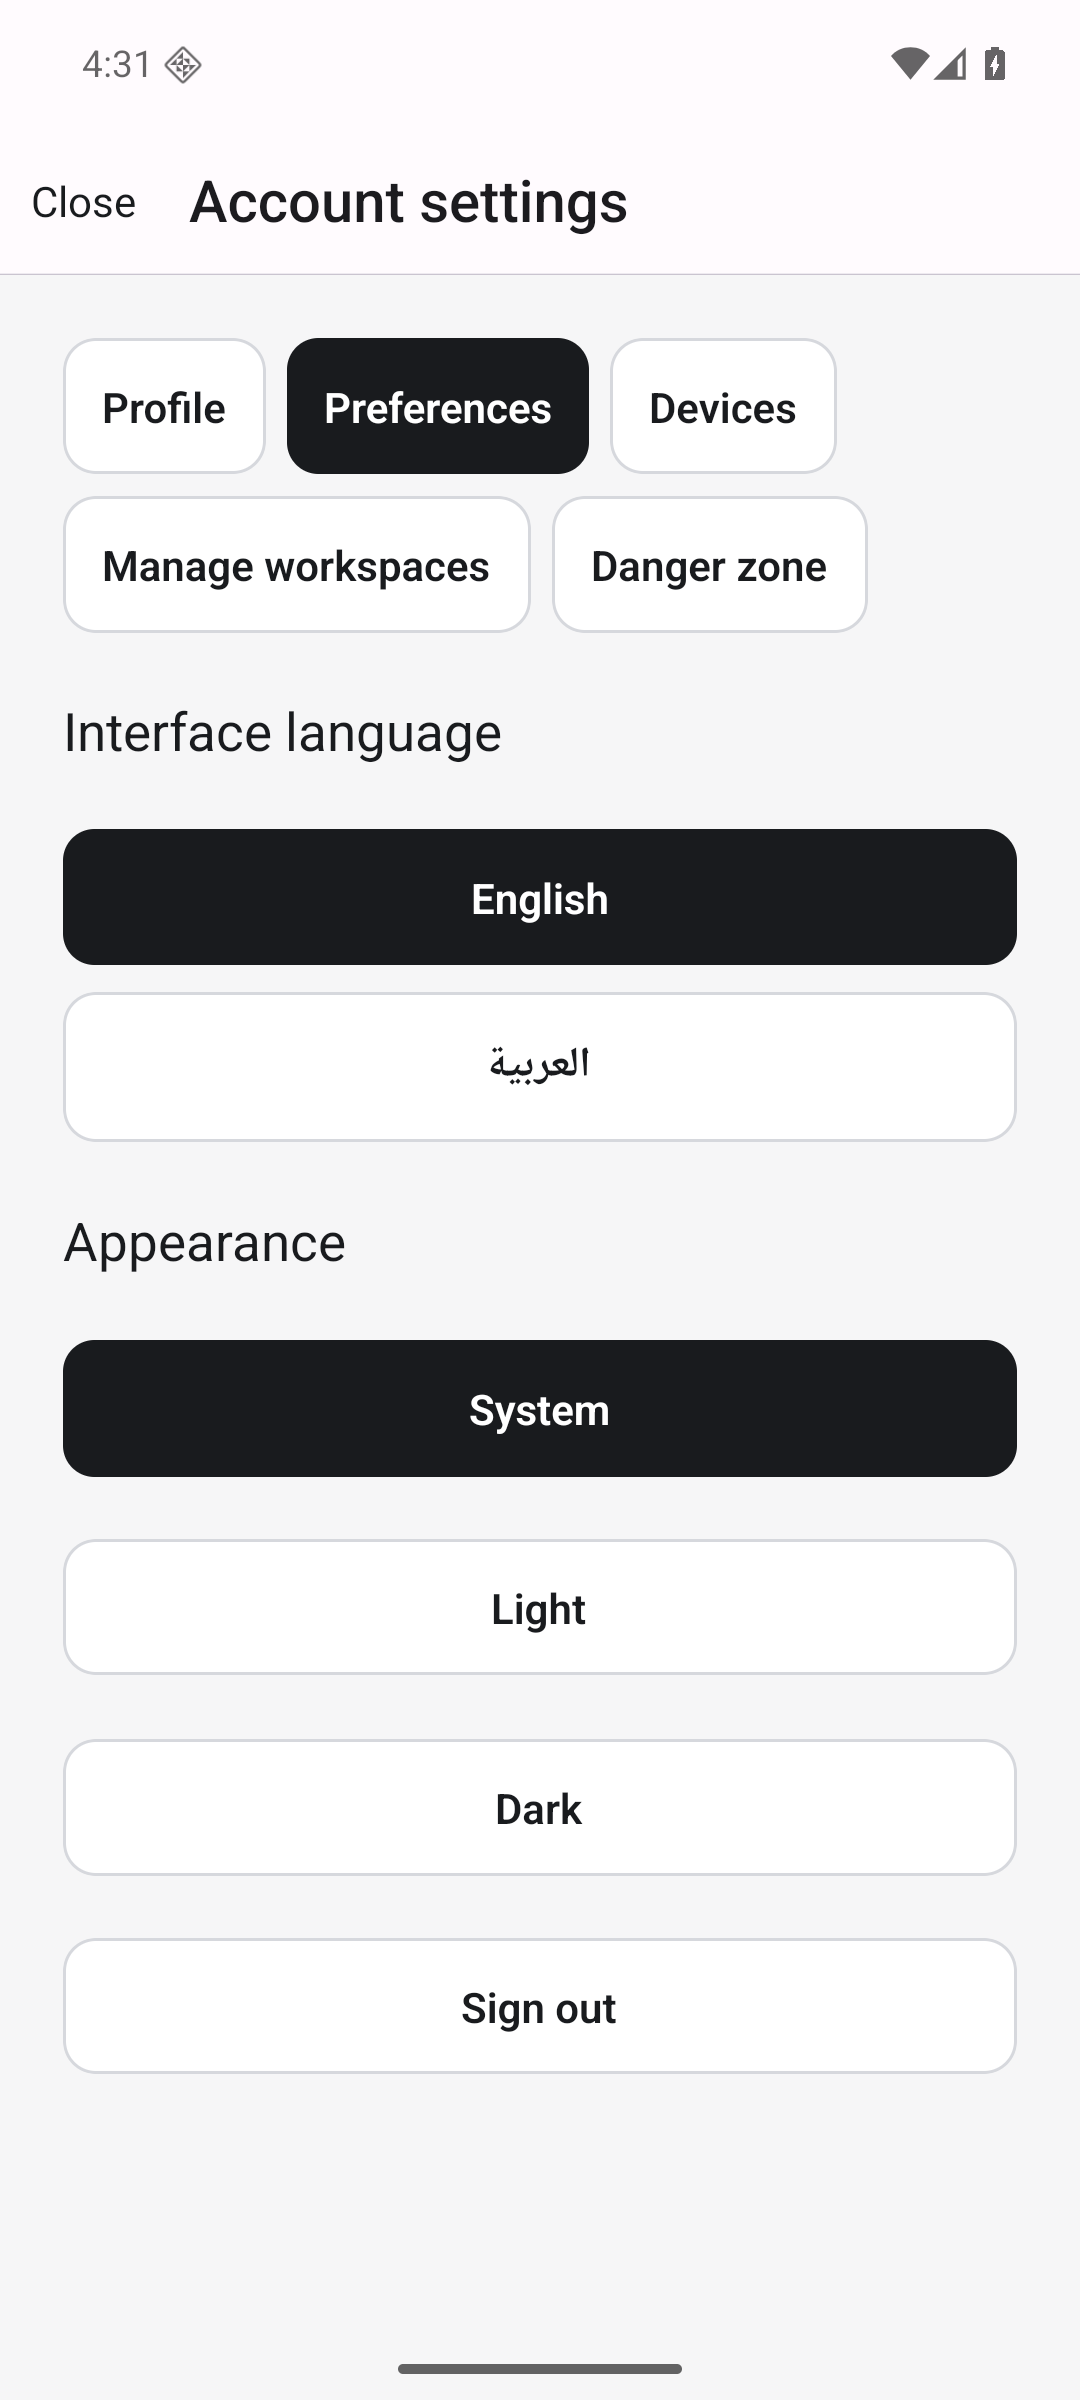 4:31
Close Account settings
Profile Preferences Devices
Manage workspaces Danger zone
Interface language
English
العربية
Appearance
System
Light
Dark
Sign out